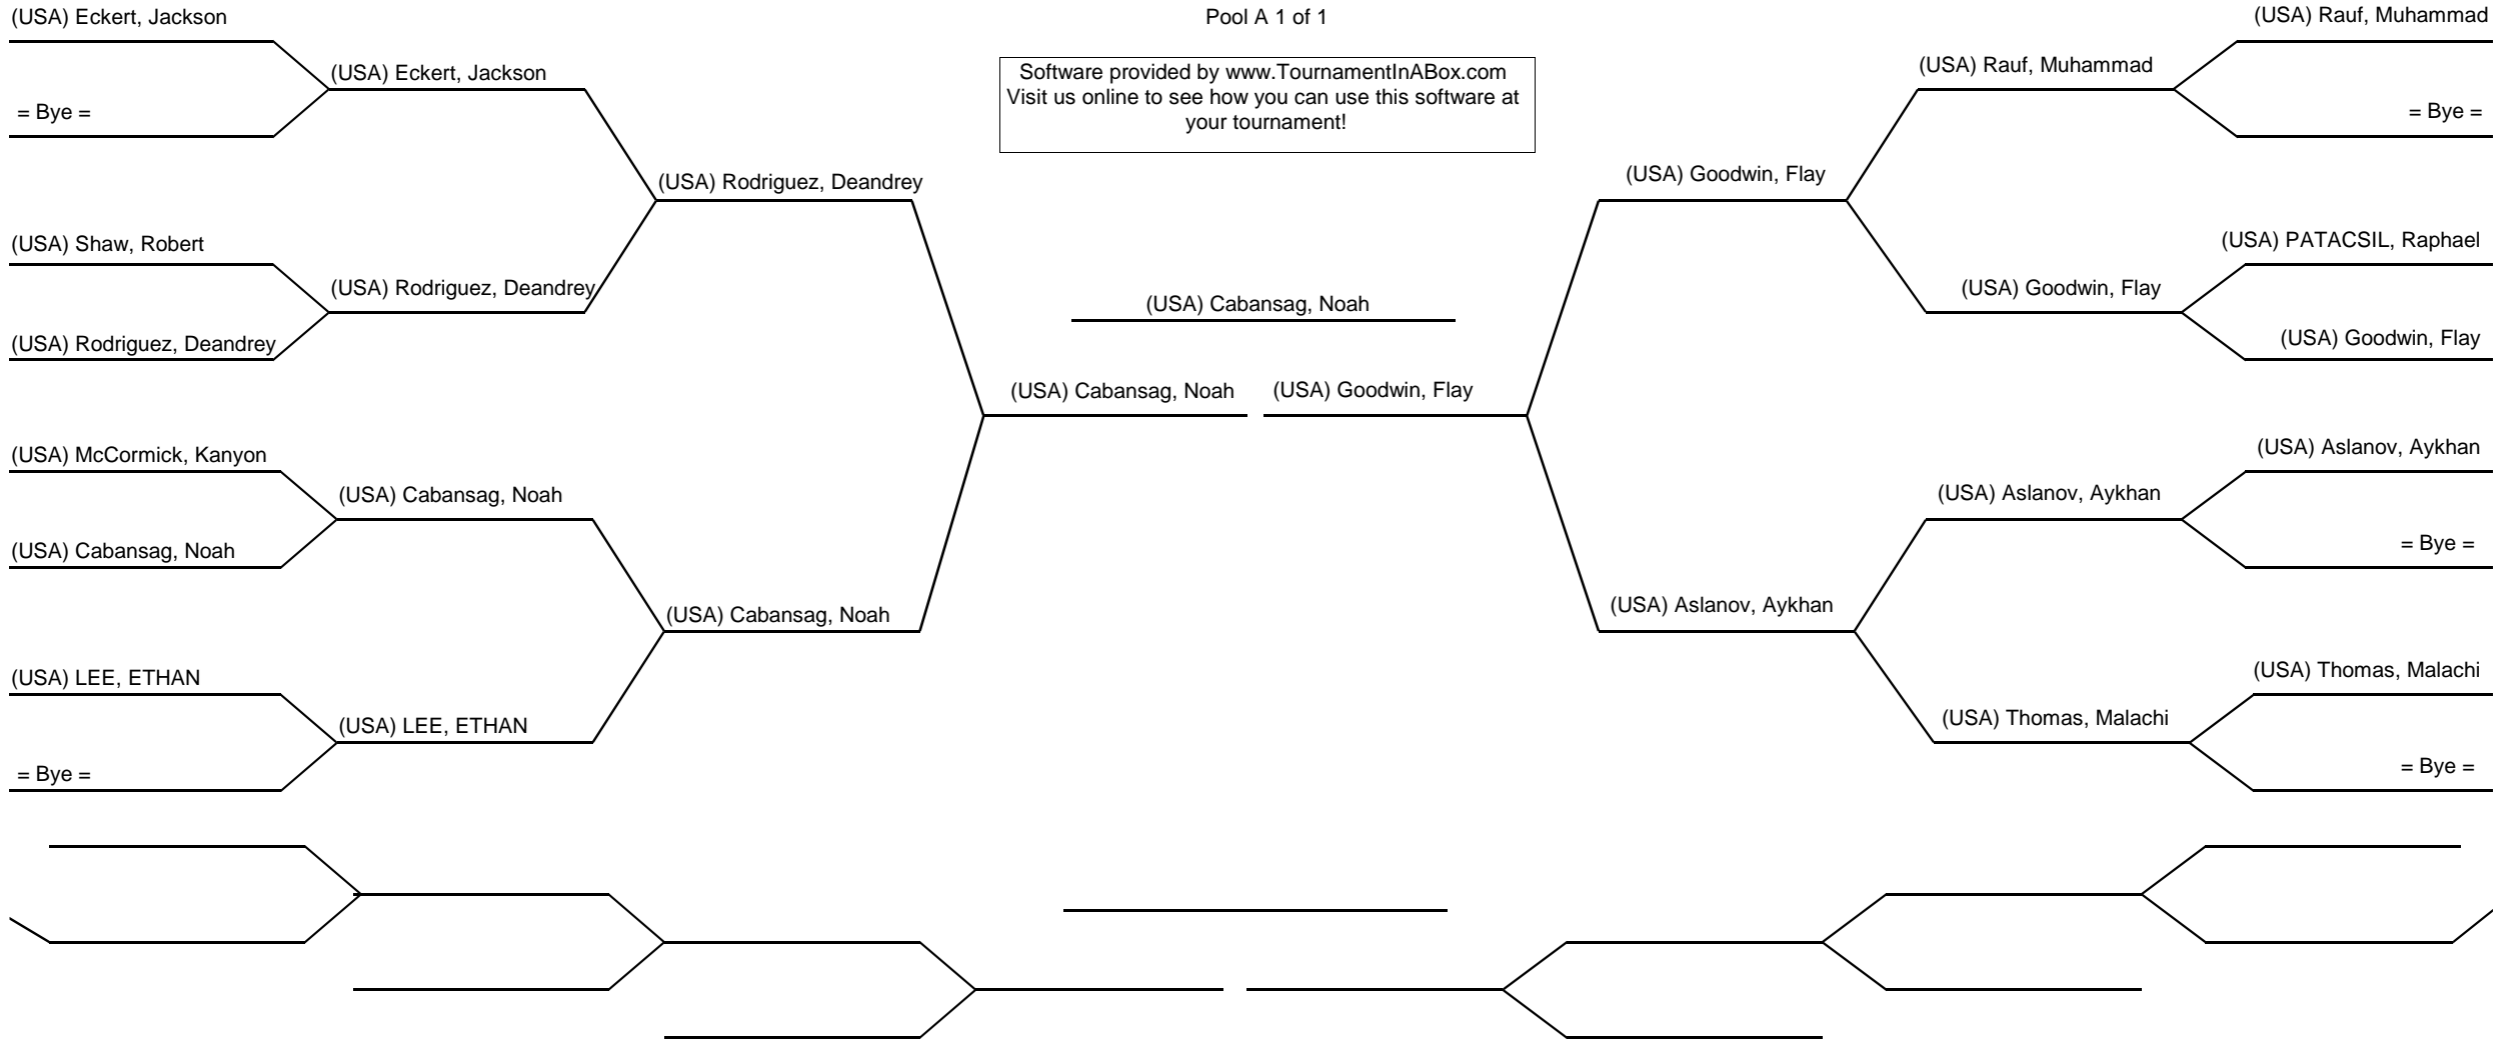 (USA) Eckert, Jackson
= Bye =
(USA) Shaw, Robert
(USA) Rodriguez, Deandrey
(USA) McCormick, Kanyon
(USA) Cabansag, Noah
(USA) LEE, ETHAN
= Bye =
(USA) Eckert, Jackson
(USA) Rodriguez, Deandrey
(USA) Cabansag, Noah
(USA) LEE, ETHAN
(USA) Rodriguez, Deandrey
(USA) Cabansag, Noah
Pool A 1 of 1
Software provided by www.TournamentInABox.com
Visit us online to see how you can use this software at
your tournament!
(USA) Cabansag, Noah
(USA) Cabansag, Noah
(USA) Goodwin, Flay
(USA) Goodwin, Flay
(USA) Aslanov, Aykhan
(USA) Rauf, Muhammad
(USA) Goodwin, Flay
(USA) Aslanov, Aykhan
(USA) Thomas, Malachi
(USA) Rauf, Muhammad
= Bye =
(USA) PATACSIL, Raphael
(USA) Goodwin, Flay
(USA) Aslanov, Aykhan
= Bye =
(USA) Thomas, Malachi
= Bye =